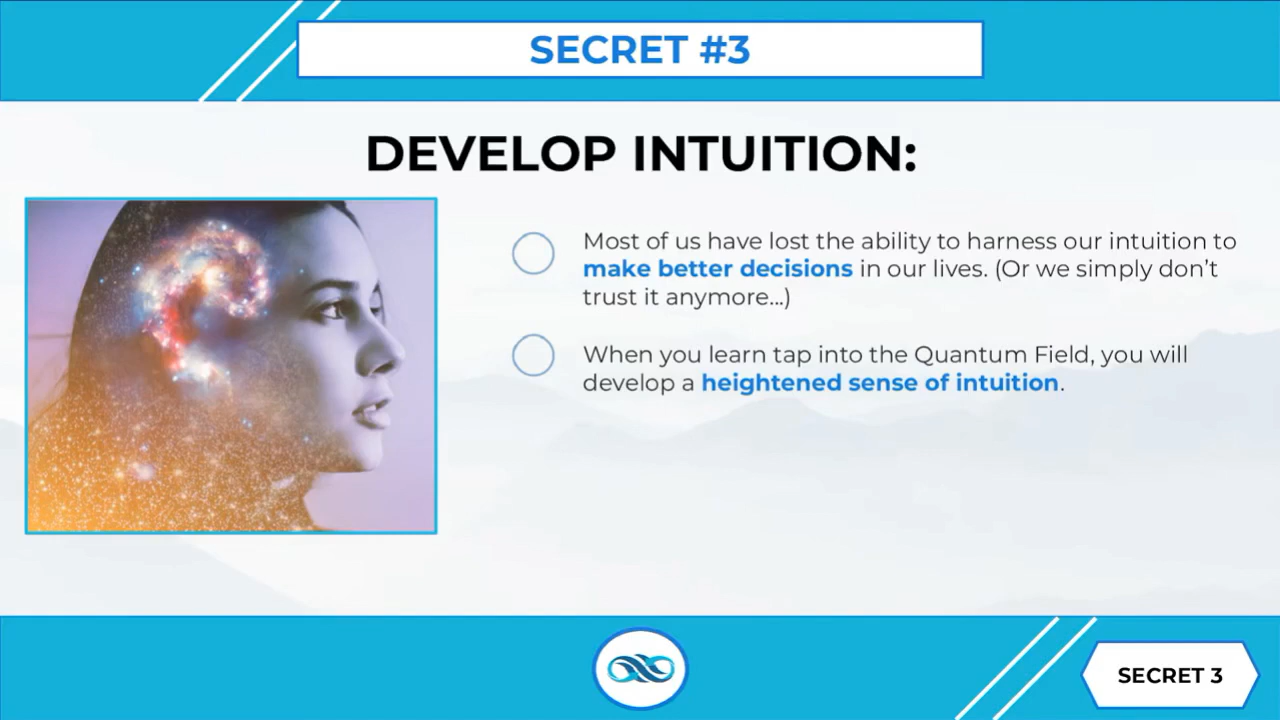 SECRET #3
DEVELOP INTUITION:
Most of us have lost the ability to harness our intuition to
make better decisions in our lives. (Or we simply don’t
trust it anymore...)
When you learn tap into the Quantum Field, you will
develop a heightened sense of intuition.
SECRET 3